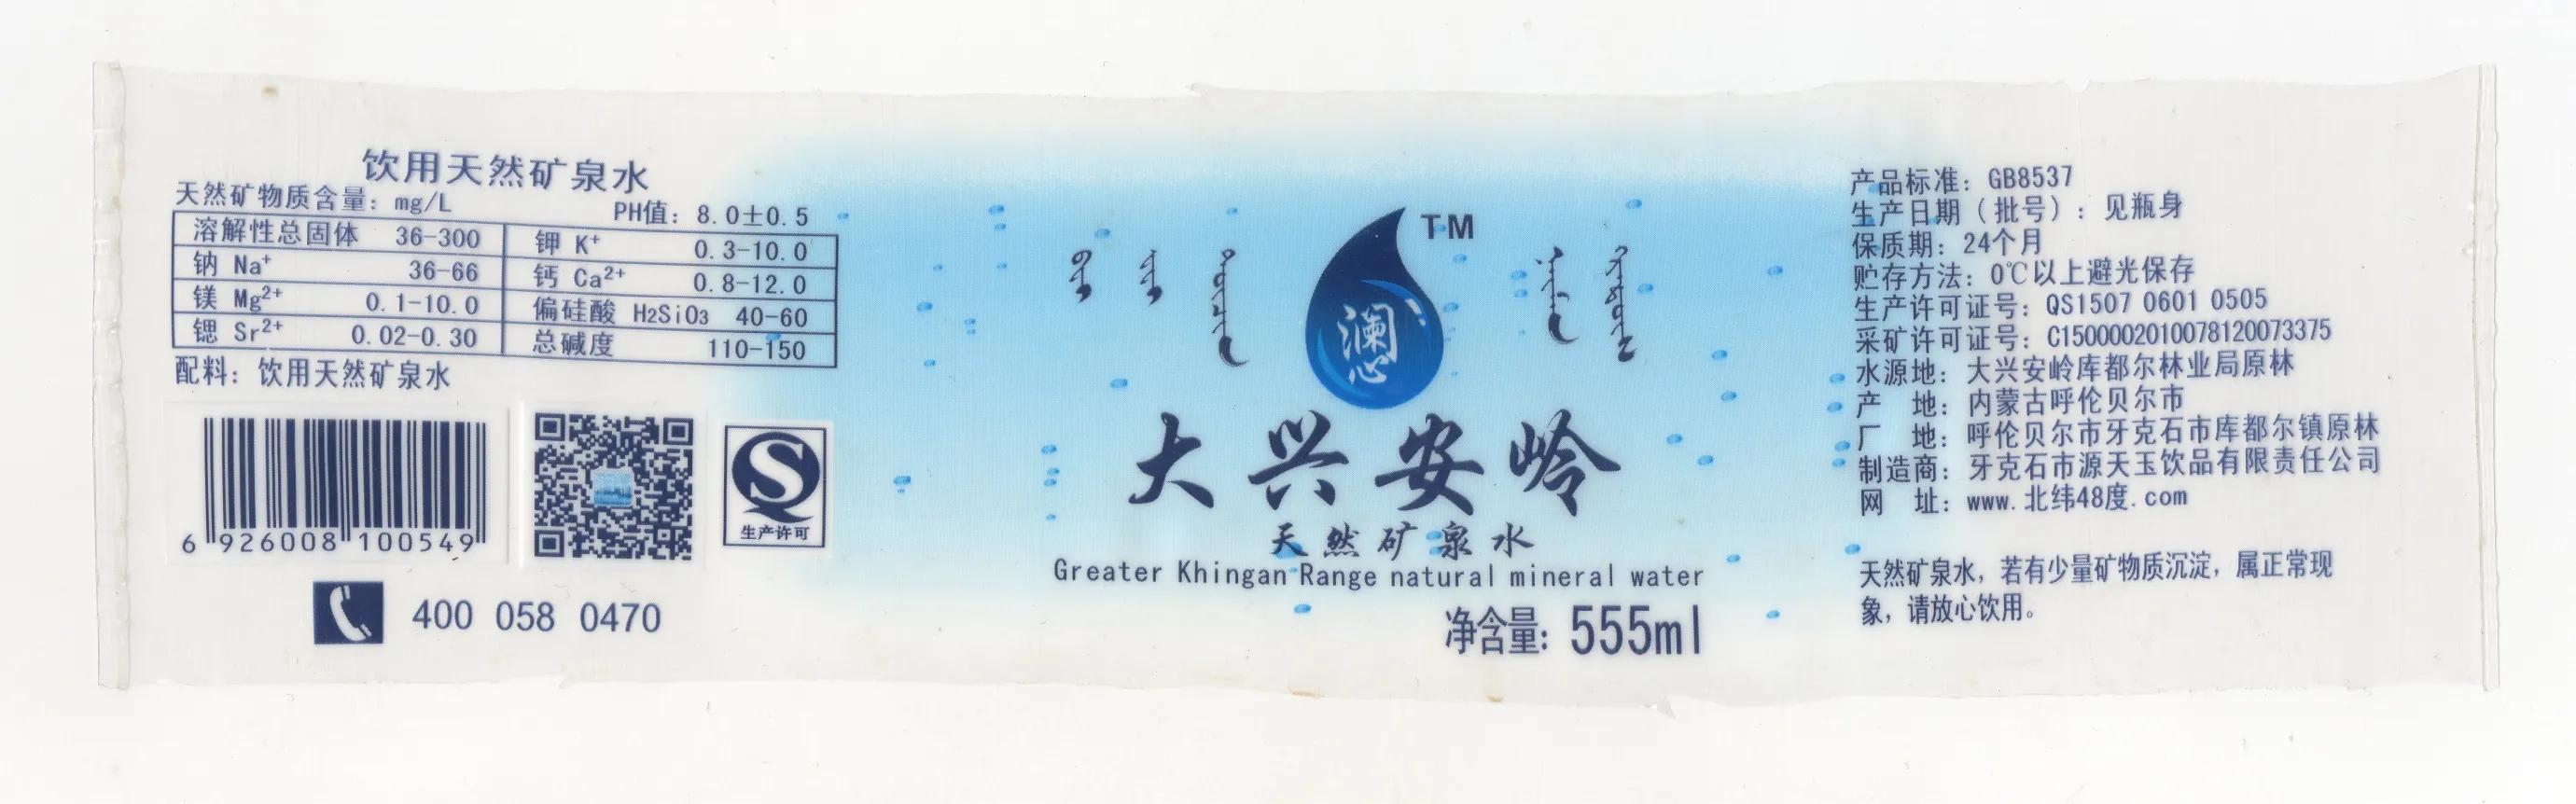 饮用天然矿泉水
天然矿物质含量：mg/L
PH值：8.0±0.5
溶解性总固体 36-300 钾 K⁺ 0.3-10.0
钠 Na⁺ 36-66 钙 Ca²⁺ 0.8-12.0
镁 Mg²⁺ 0.1-10.0 偏硅酸 H₂SiO₃ 40-60
锶 Sr²⁺ 0.02-0.30 总碱度 110-150
配料：饮用天然矿泉水
6 926008 100549
生产许可
400 058 0470
TM
澜心
大兴安岭
天然矿泉水
Greater Khingan Range natural mineral water
净含量：555ml
产品标准：GB8537
生产日期（批号）：见瓶身
保质期：24个月
贮存方法：0℃以上避光保存
生产许可证号：QS1507 0601 0505
采矿许可证号：C1500002010078120073375
水源地：大兴安岭库都尔林业局原林
产 地：内蒙古呼伦贝尔市
厂 地：呼伦贝尔市牙克石市库都尔镇原林
制造商：牙克石市源天玉饮品有限责任公司
网 址：www.北纬48度.com
天然矿泉水，若有少量矿物质沉淀，属正常现
象，请放心饮用。